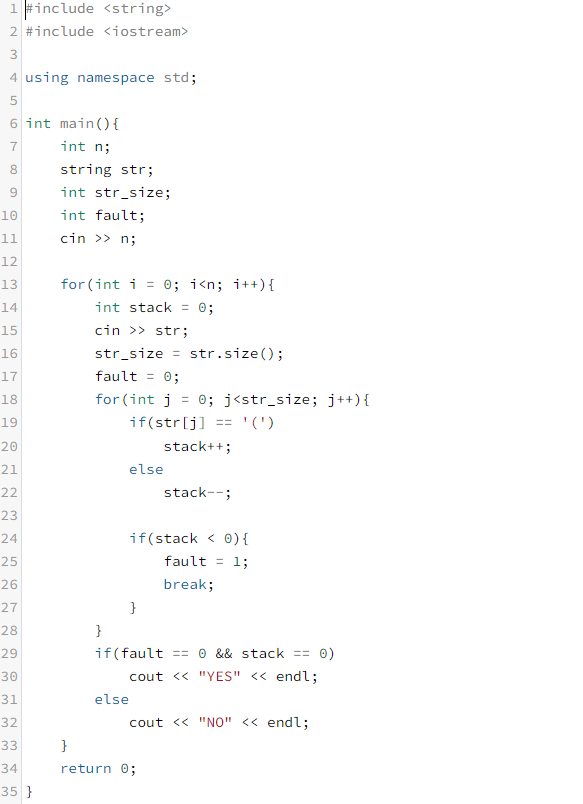 1 #include <string>
2 #include <iostream>
3
4 using namespace std;
5
6 int main(){
7     int n;
8     string str;
9     int str_size;
10     int fault;
11     cin >> n;
12
13     for(int i = 0; i<n; i++){
14         int stack = 0;
15         cin >> str;
16         str_size = str.size();
17         fault = 0;
18         for(int j = 0; j<str_size; j++){
19             if(str[j] == '(')
20                 stack++;
21             else
22                 stack--;
23
24             if(stack < 0){
25                 fault = 1;
26                 break;
27             }
28         }
29         if(fault == 0 && stack == 0)
30             cout << "YES" << endl;
31         else
32             cout << "NO" << endl;
33     }
34     return 0;
35 }